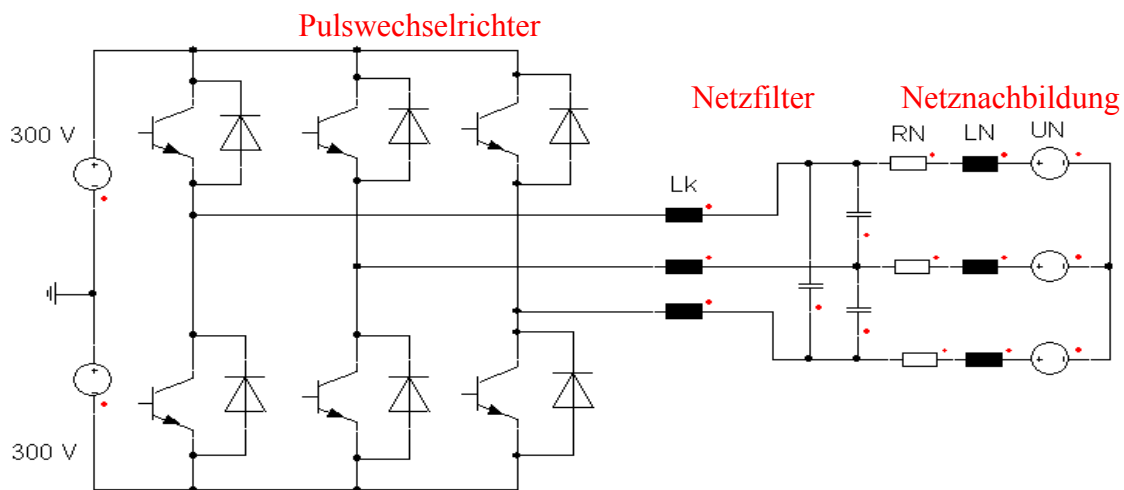 Pulswechselrichter
Netzfilter
Netznachbildung
300 V
RN
LN
UN
Lk
300 V